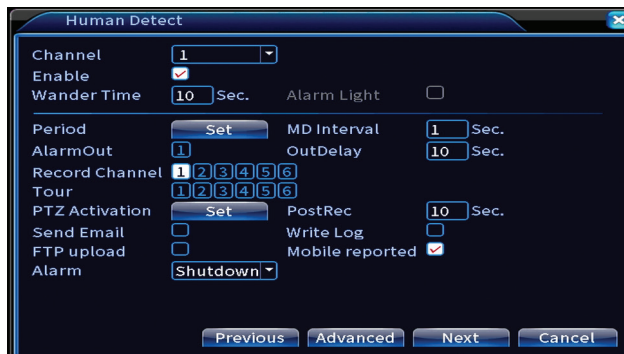 Human Detect
Channel 1
Enable
Wander Time 10 Sec. Alarm Light
Period Set MD Interval 1 Sec.
AlarmOut 1 OutDelay 10 Sec.
Record Channel 1 2 3 4 5 6
Tour 1 2 3 4 5 6
PTZ Activation Set PostRec 10 Sec.
Send Email Write Log
FTP upload Mobile reported
Alarm Shutdown
Previous Advanced Next Cancel